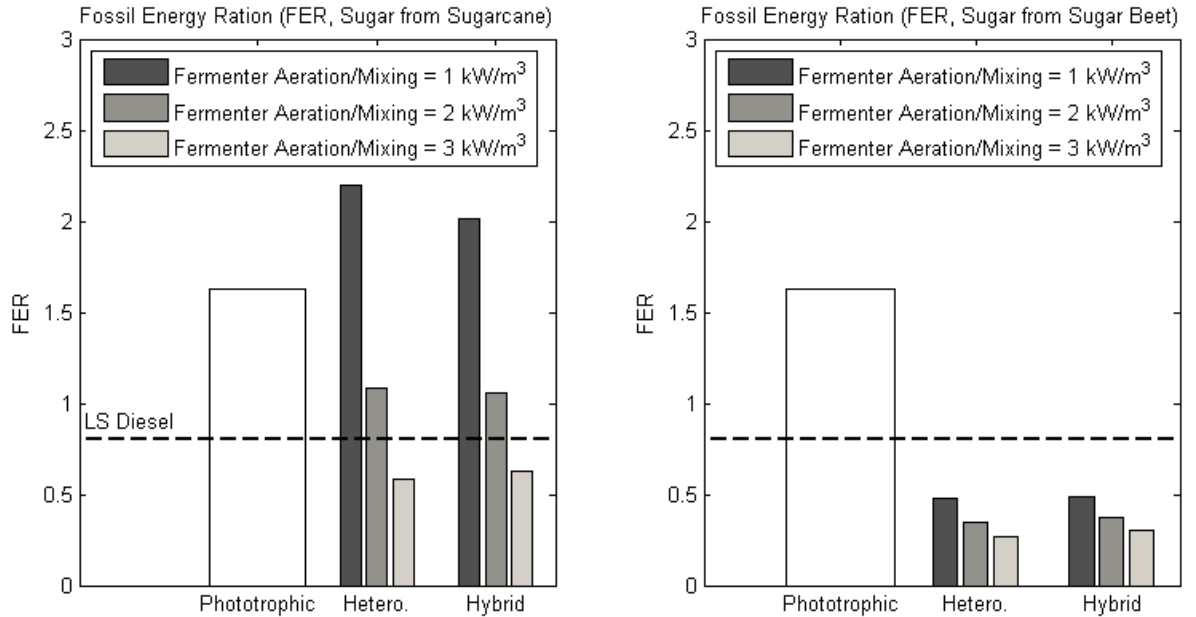 Fossil Energy Ration (FER, Sugar from Sugarcane)
3
2.5
2
1.5
1
0.5
0
FER
Fermenter Aeration/Mixing = 1 kW/m³
Fermenter Aeration/Mixing = 2 kW/m³
Fermenter Aeration/Mixing = 3 kW/m³
LS Diesel
Phototrophic Hetero. Hybrid
Fossil Energy Ration (FER, Sugar from Sugar Beet)
3
2.5
2
1.5
1
0.5
0
FER
Fermenter Aeration/Mixing = 1 kW/m³
Fermenter Aeration/Mixing = 2 kW/m³
Fermenter Aeration/Mixing = 3 kW/m³
Phototrophic Hetero. Hybrid